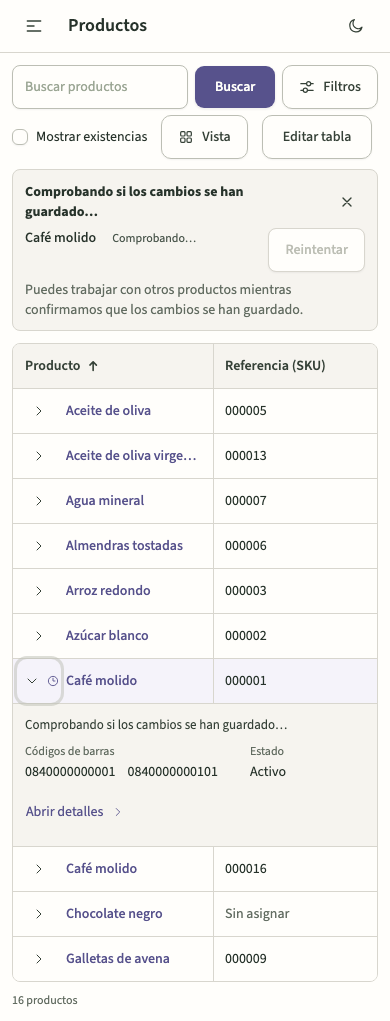 Productos
Buscar productos
Buscar
Filtros
Mostrar existencias
Vista
Editar tabla
Comprobando si los cambios se han
guardado…
Café molido
Comprobando…
Reintentar
Puedes trabajar con otros productos mientras
confirmamos que los cambios se han guardado.
Producto
Referencia (SKU)
Aceite de oliva
000005
Aceite de oliva virge…
000013
Agua mineral
000007
Almendras tostadas
000006
Arroz redondo
000003
Azúcar blanco
000002
Café molido
000001
Comprobando si los cambios se han guardado…
Códigos de barras
Estado
0840000000001 0840000000101
Activo
Abrir detalles
Café molido
000016
Chocolate negro
Sin asignar
Galletas de avena
000009
16 productos